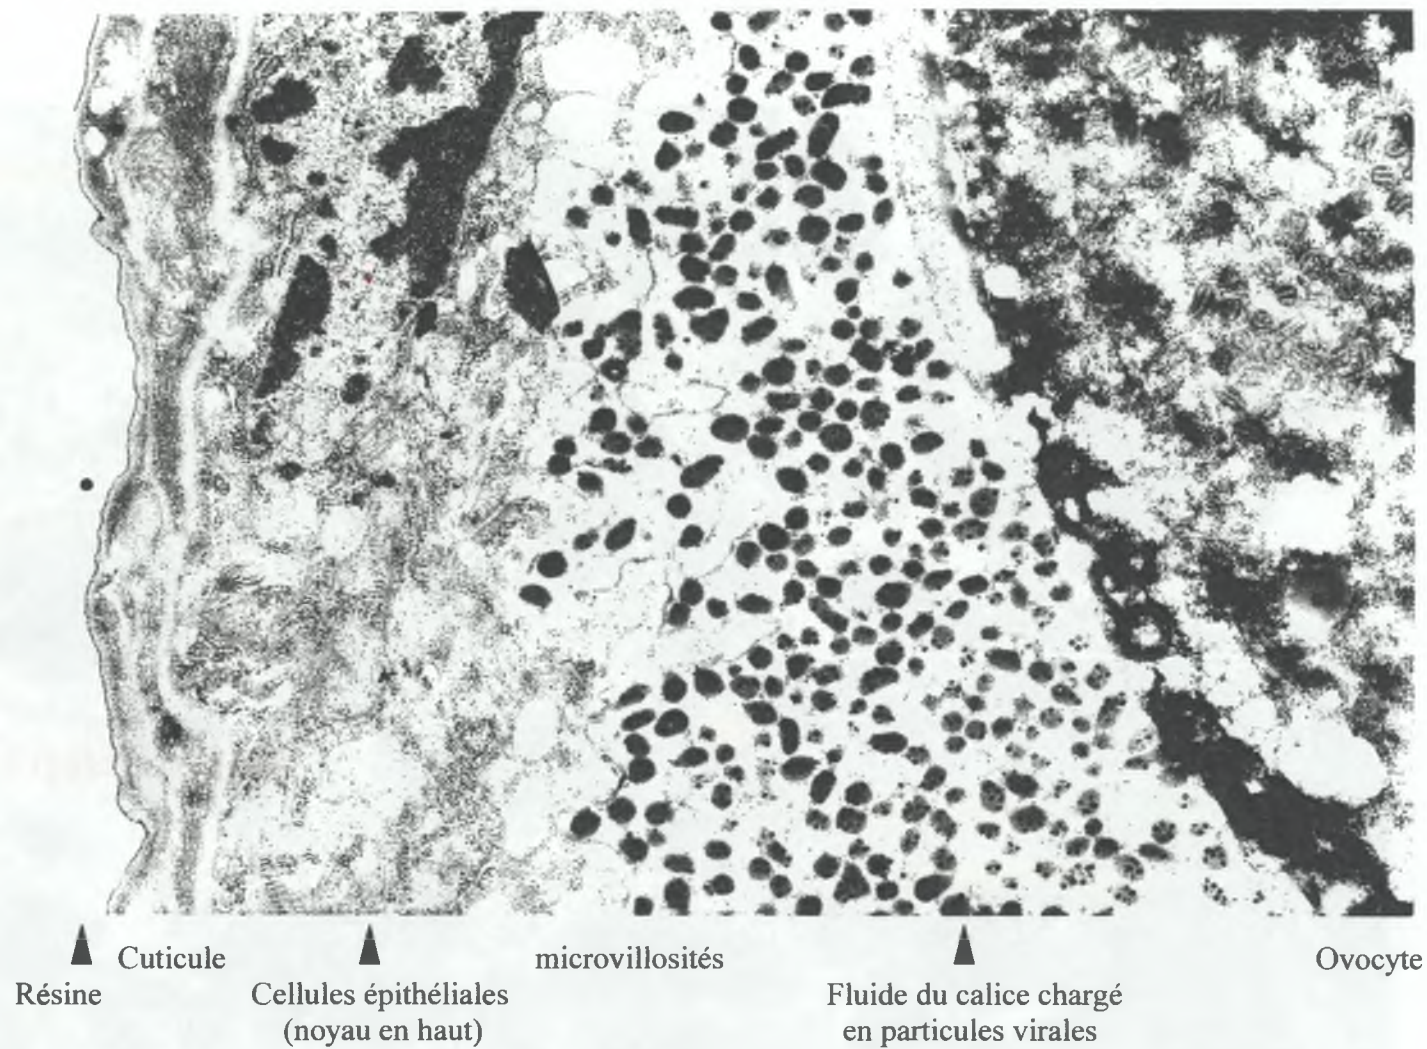 Cuticule
microvillosités
Ovocyte
Résine
Cellules épithéliales
(noyau en haut)
Fluide du calice chargé
en particules virales